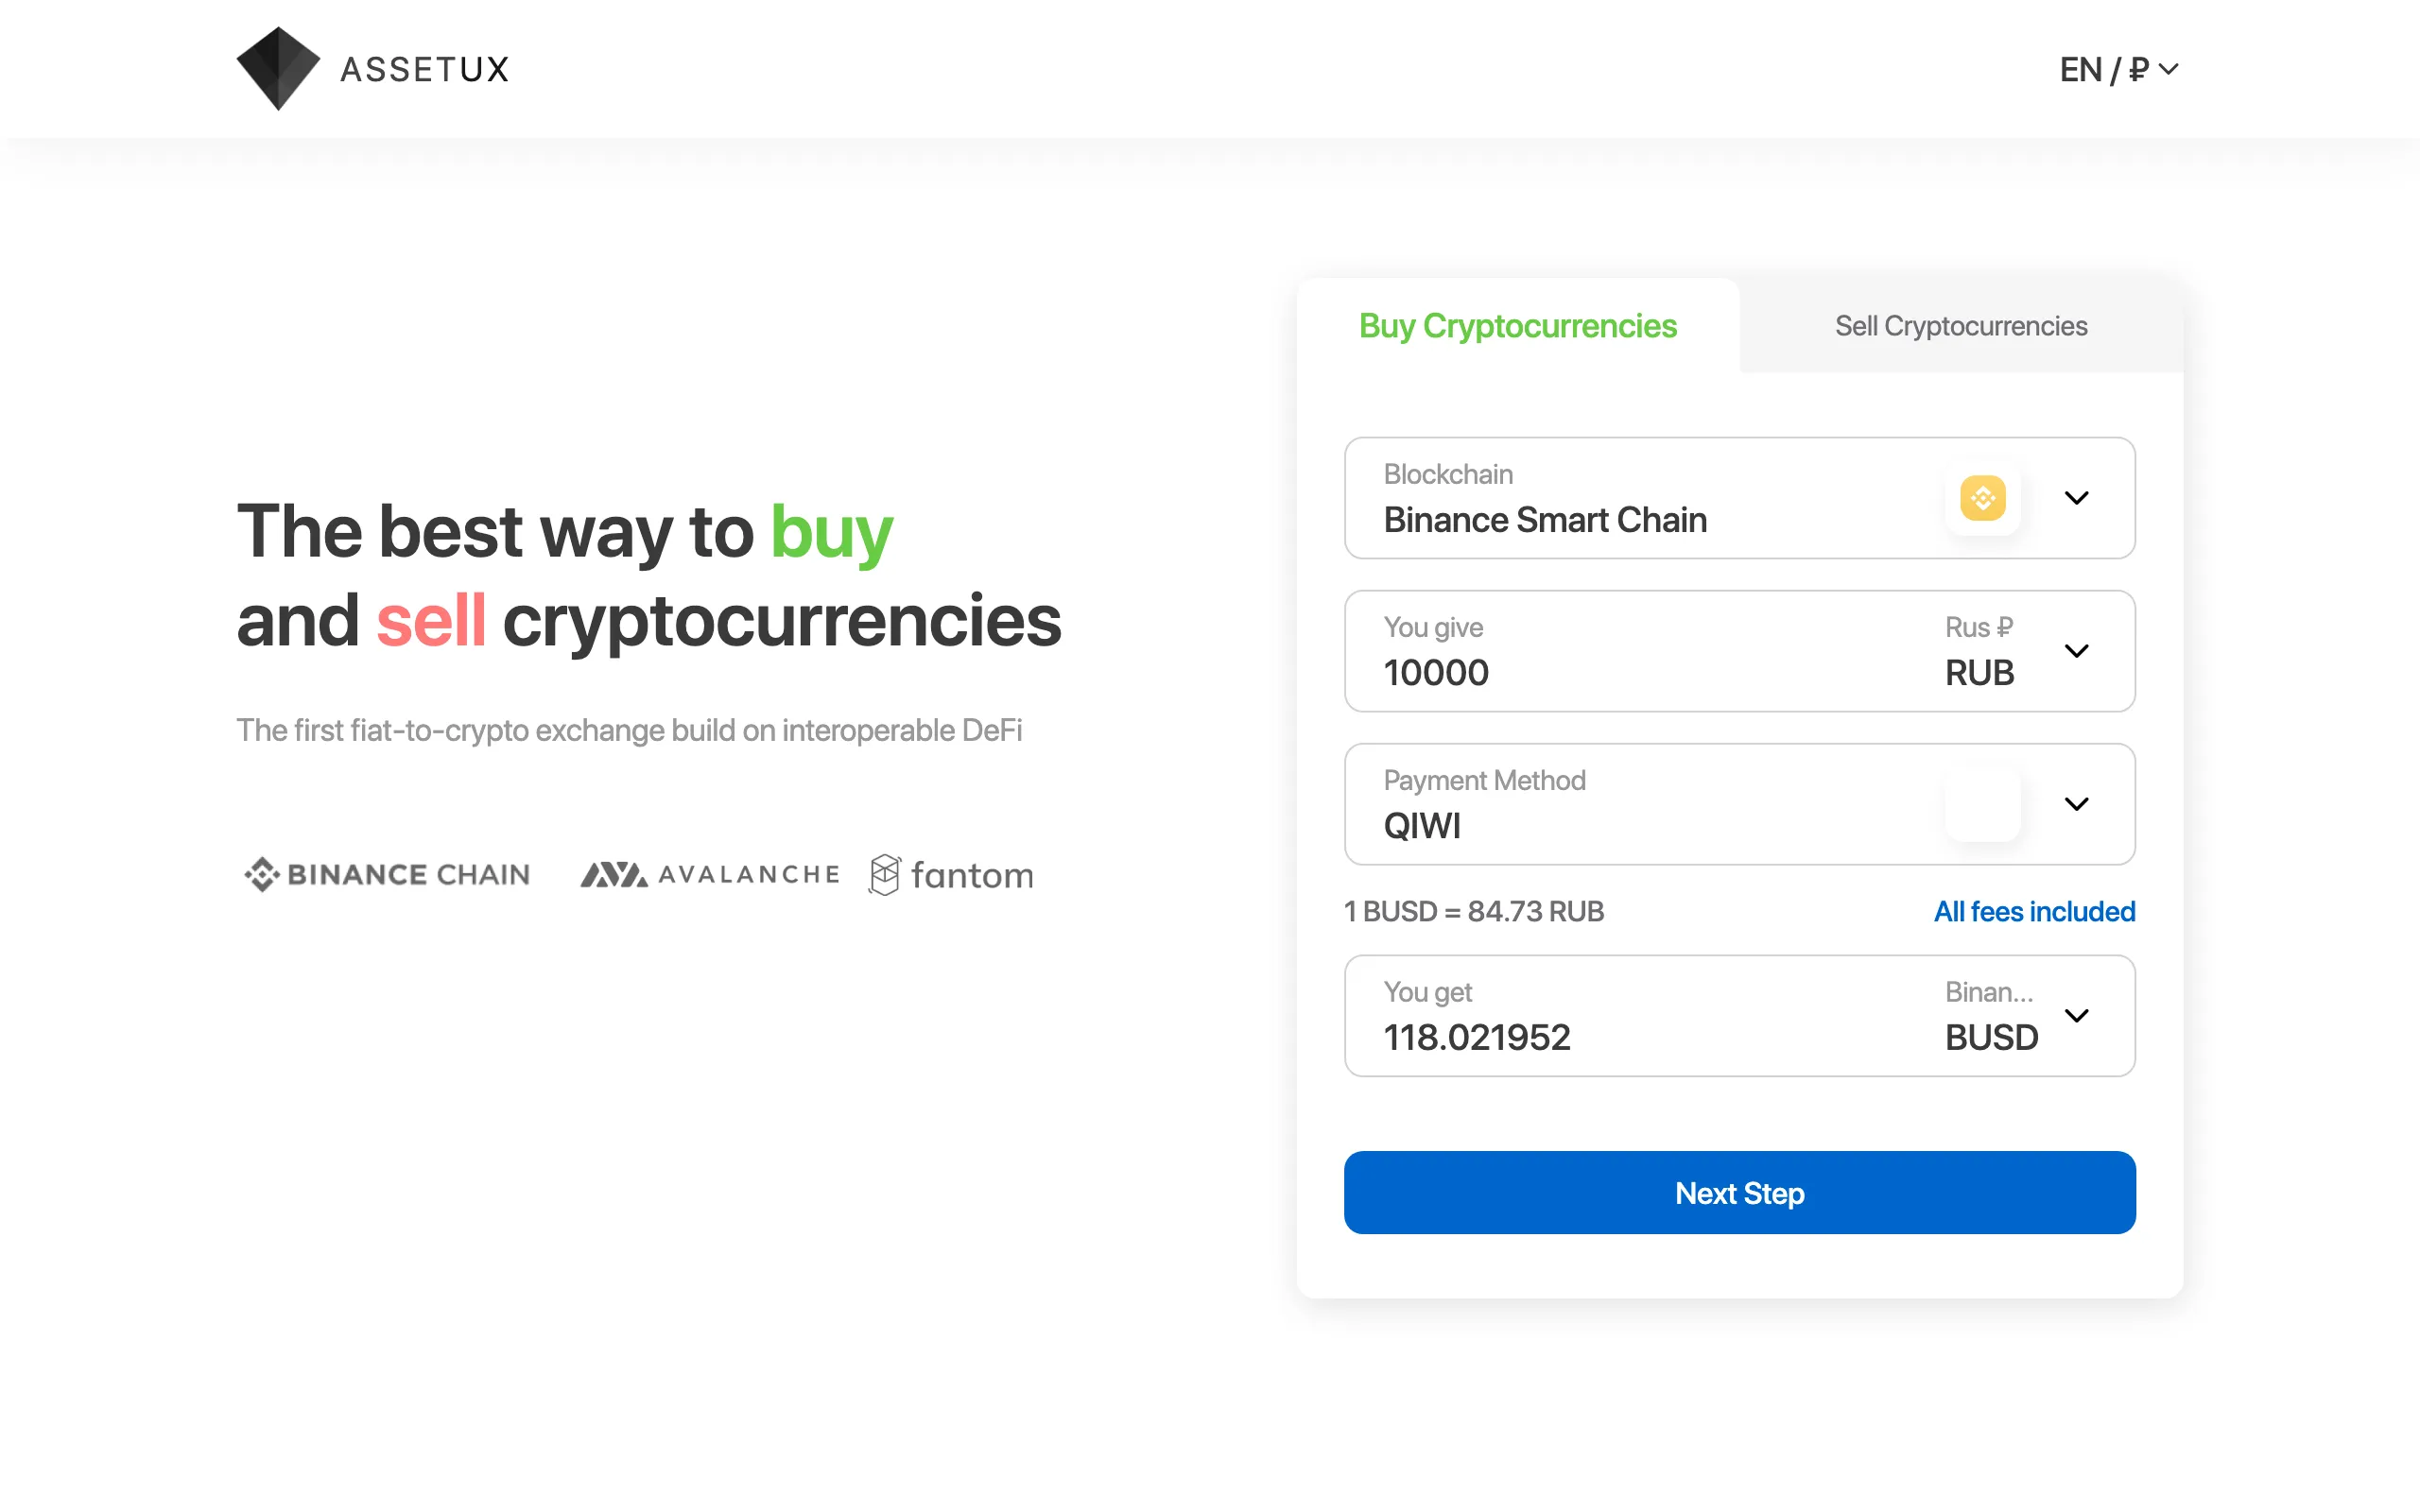 ASSETUX
EN / ₽
Buy Cryptocurrencies
Sell Cryptocurrencies
The best way to buy
and sell cryptocurrencies
The first fiat-to-crypto exchange build on interoperable DeFi
BINANCE CHAIN
AVALANCHE
fantom
Blockchain
Binance Smart Chain
You give
10000
Rus ₽
RUB
Payment Method
QIWI
1 BUSD = 84.73 RUB
All fees included
You get
118.021952
Binan...
BUSD
Next Step